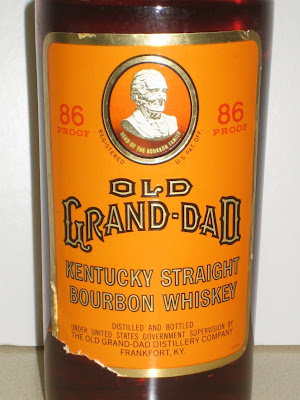 HEAD OF THE BOURBON FAMILY
86 PROOF
86 PROOF
REGISTERED
U.S. PAT. OFF.
OLD
GRAND-DAD
KENTUCKY STRAIGHT
BOURBON WHISKEY
DISTILLED AND BOTTLED
UNDER UNITED STATES GOVERNMENT SUPERVISION BY
THE OLD GRAND-DAD DISTILLERY COMPANY
FRANKFORT, KY.